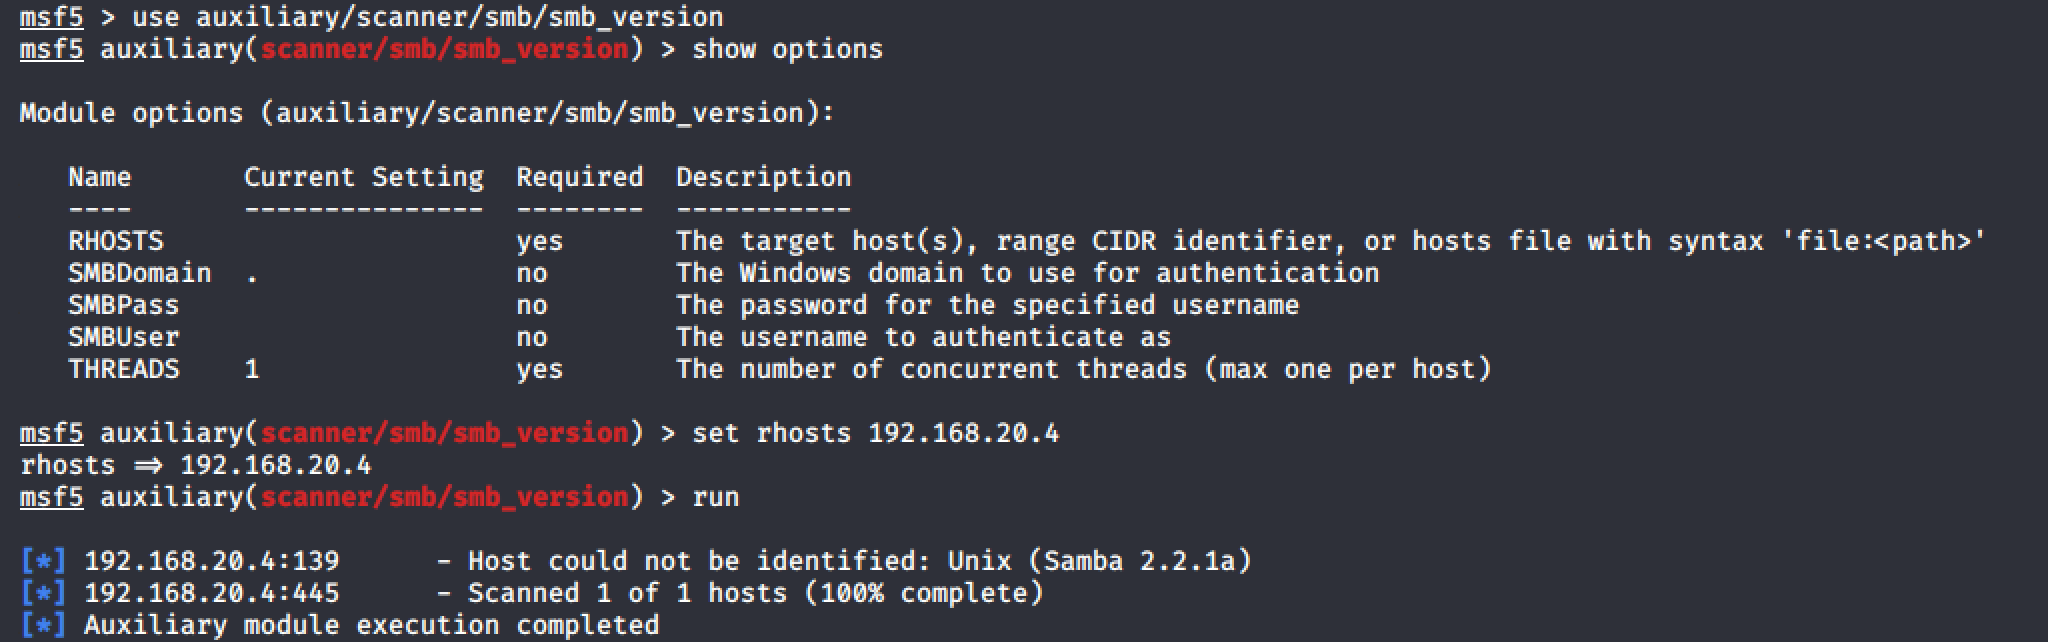 msf5 > use auxiliary/scanner/smb/smb_version
msf5 auxiliary(scanner/smb/smb_version) > show options
Module options (auxiliary/scanner/smb/smb_version):
Name Current Setting Required Description
---- --------------- -------- -----------
RHOSTS yes The target host(s), range CIDR identifier, or hosts file with syntax 'file:<path>'
SMBDomain . no The Windows domain to use for authentication
SMBPass no The password for the specified username
SMBUser no The username to authenticate as
THREADS 1 yes The number of concurrent threads (max one per host)
msf5 auxiliary(scanner/smb/smb_version) > set rhosts 192.168.20.4
rhosts ⇒ 192.168.20.4
msf5 auxiliary(scanner/smb/smb_version) > run
[*] 192.168.20.4:139 - Host could not be identified: Unix (Samba 2.2.1a)
[*] 192.168.20.4:445 - Scanned 1 of 1 hosts (100% complete)
[*] Auxiliary module execution completed